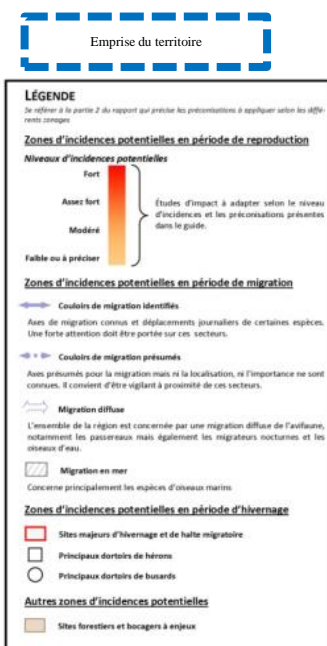 Emprise du territoire
LÉGENDE
Se référer à la partie 2 du rapport qui précise les préconisations à appliquer selon les diffé-
rents zonages
Zones d'incidences potentielles en période de reproduction
Niveaux d'incidences potentielles
Fort
Assez fort
Modéré
Faible ou à préciser
Études d'impact à adapter selon le niveau
d'incidences et les préconisations présentes
dans le guide.
Zones d'incidences potentielles en période de migration
Couloirs de migration identifiés
Axes de migration connus et déplacements journaliers de certaines espèces.
Une forte attention doit être portée sur ces secteurs.
Couloirs de migration présumés
Axes présumés pour la migration mais ni la localisation, ni l'importance ne sont
connues. Il convient d'être vigilant à proximité de ces secteurs.
Migration diffuse
L'ensemble de la région est concernée par une migration diffuse de l'avifaune,
notamment les passereaux mais également les migrateurs nocturnes et les
oiseaux d'eau.
Migration en mer
Concerne principalement les espèces d'oiseaux marins
Zones d'incidences potentielles en période d'hivernage
Sites majeurs d'hivernage et de halte migratoire
Principaux dortoirs de hérons
Principaux dortoirs de busards
Autres zones d'incidences potentielles
Sites forestiers et bocagers à enjeux